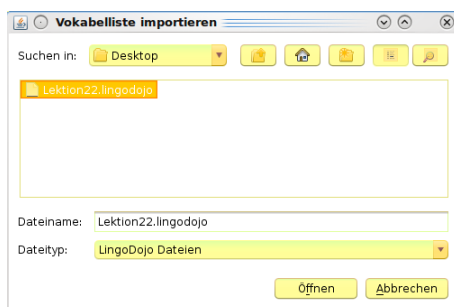 Vokabelliste importieren
Suchen in: Desktop
Lektion22.lingodojo
Dateiname: Lektion22.lingodojo
Dateityp: LingoDojo Dateien
Öffnen Abbrechen